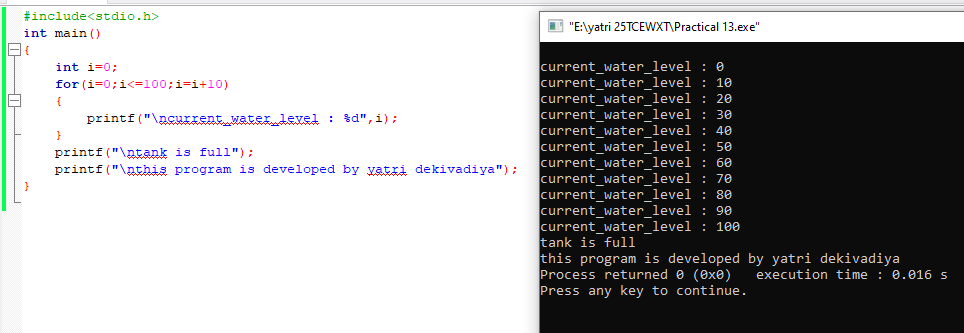 #include<stdio.h>
int main()
{
    int i=0;
    for(i=0;i<=100;i=i+10)
    {
        printf("\ncurrent_water_level : %d",i);
    }
    printf("\ntank is full");
    printf("\nthis program is developed by yatri dekivadiya");
}
"E:\yatri 25TCEWXT\Practical 13.exe"
current_water_level : 0
current_water_level : 10
current_water_level : 20
current_water_level : 30
current_water_level : 40
current_water_level : 50
current_water_level : 60
current_water_level : 70
current_water_level : 80
current_water_level : 90
current_water_level : 100
tank is full
this program is developed by yatri dekivadiya
Process returned 0 (0x0)   execution time : 0.016 s
Press any key to continue.